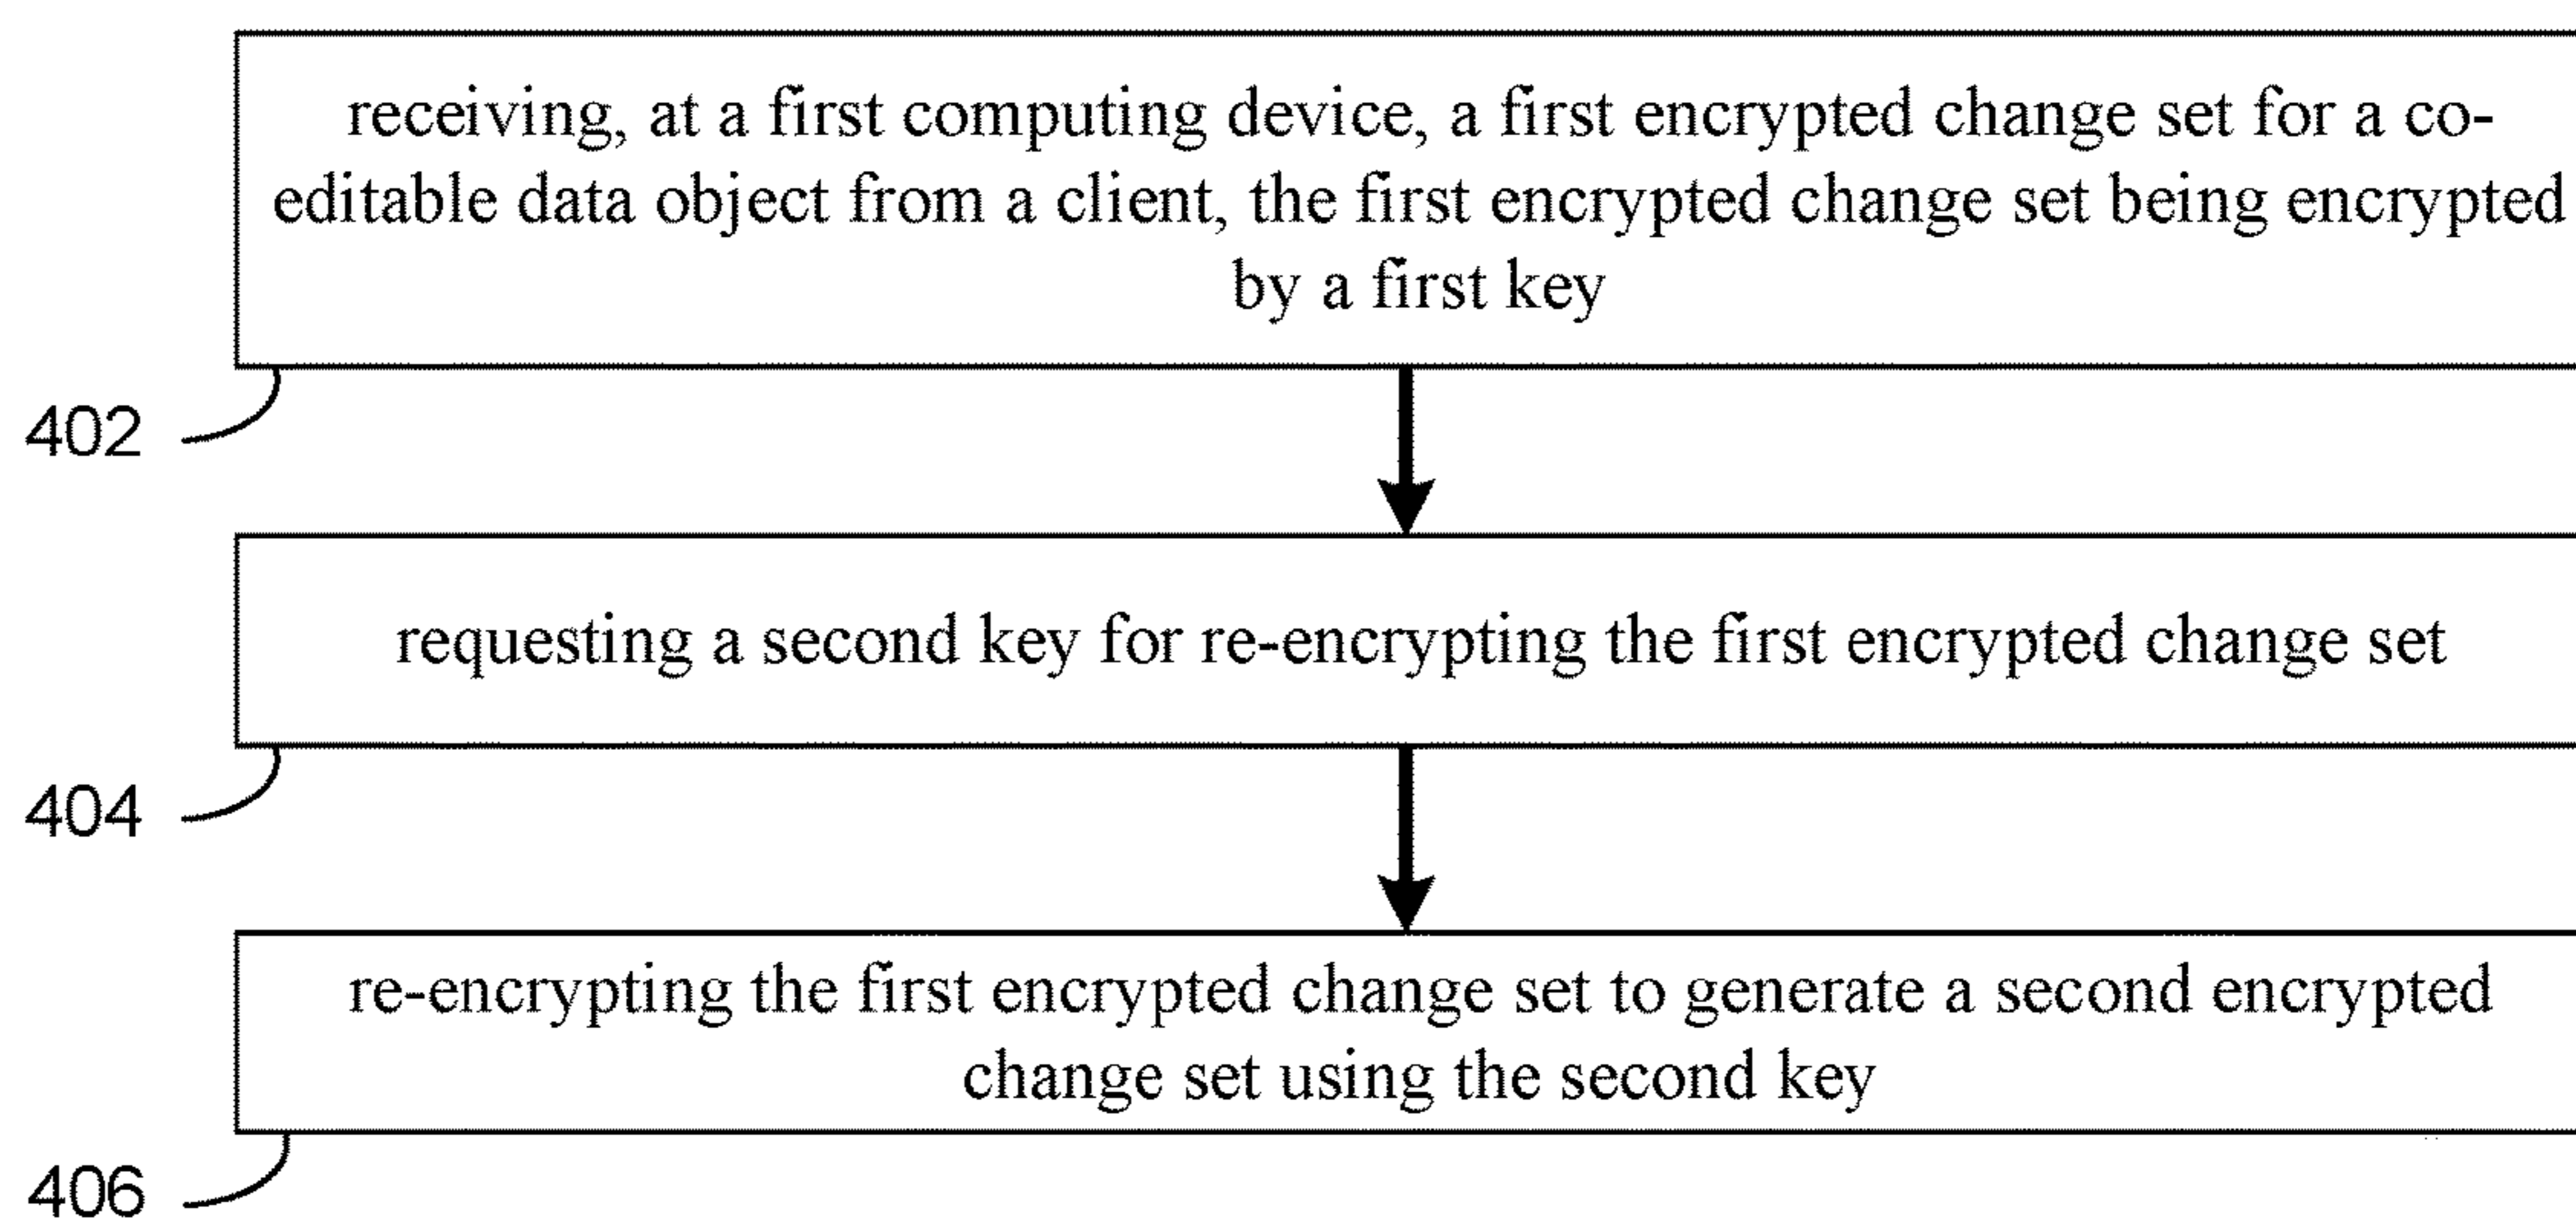 receiving, at a first computing device, a first encrypted change set for a co-
editable data object from a client, the first encrypted change set being encrypted
by a first key
402
requesting a second key for re-encrypting the first encrypted change set
404
re-encrypting the first encrypted change set to generate a second encrypted
change set using the second key
406